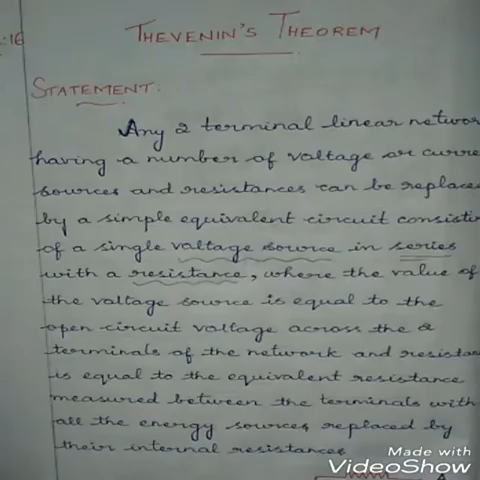 :16
THEVENIN'S THEOREM
STATEMENT:
Any 2 terminal linear networ
having a number of voltage or curre
sources and resistances can be replace
by a simple equivalent circuit consisti
of a single voltage source in series
with a resistance, where the value of
the voltage source is equal to the
open circuit voltage across the 2
terminals of the network and resistan
is equal to the equivalent resistance
measured between the terminals with
all the energy sources replaced by
their internal resistances
Made with
VideoShow